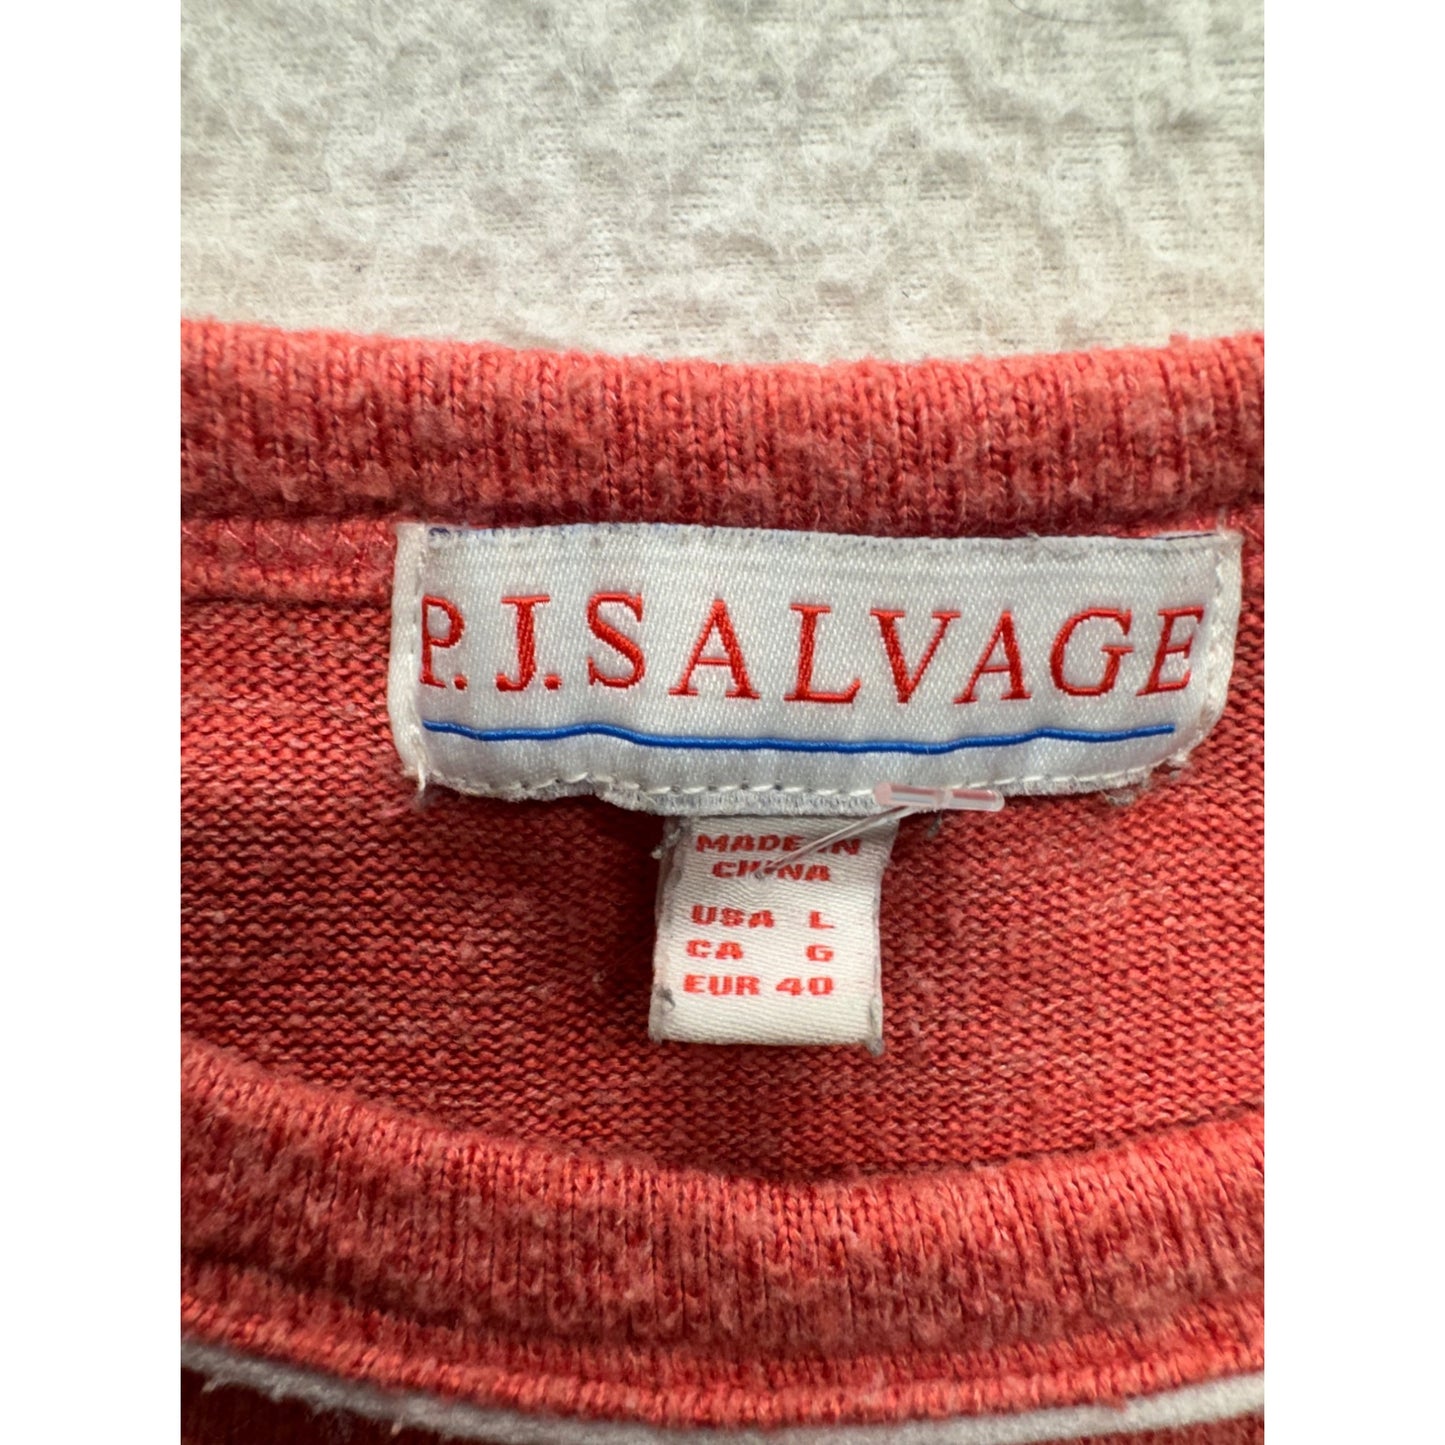 P.J.SALVAGE
MADE IN
CHINA
USA L
CA G
EUR 40